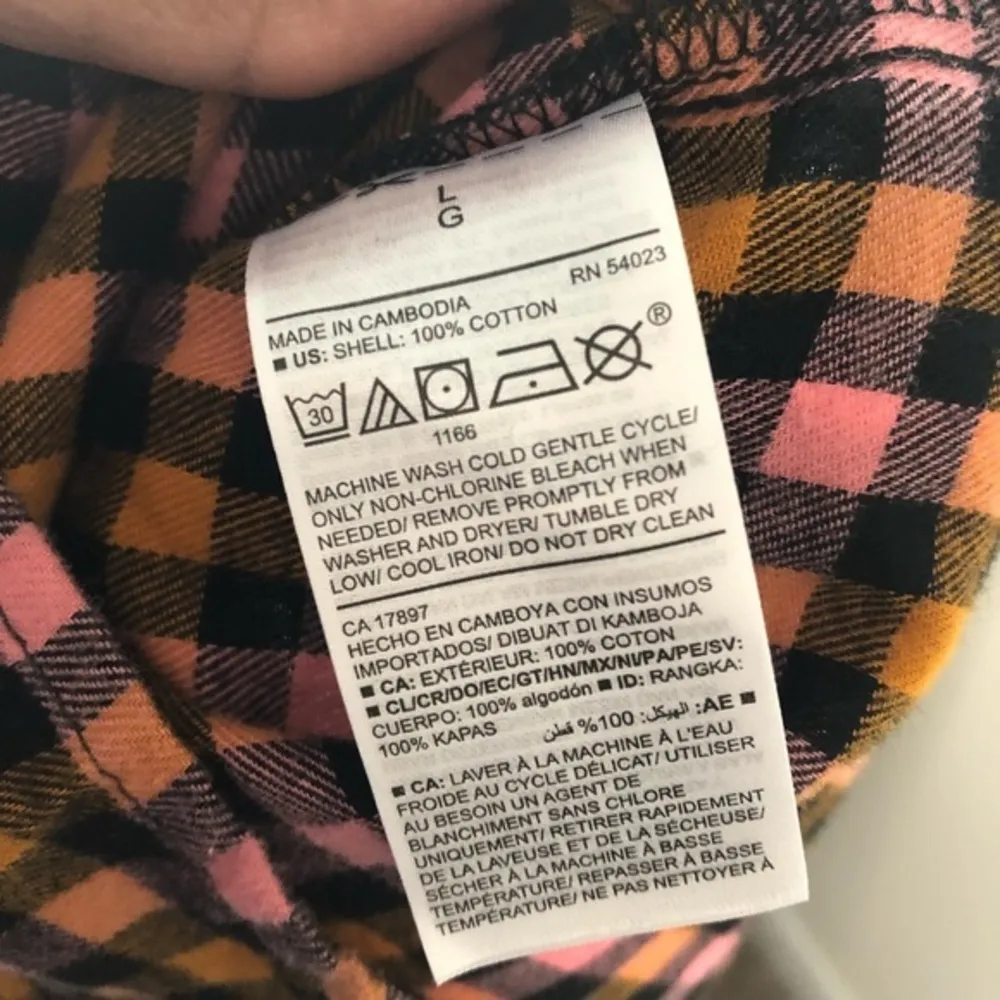 L
G
RN 54023
MADE IN CAMBODIA
■ US: SHELL: 100% COTTON
®
30
1166
MACHINE WASH COLD GENTLE CYCLE/
ONLY NON-CHLORINE BLEACH WHEN
NEEDED/ REMOVE PROMPTLY FROM
WASHER AND DRYER/ TUMBLE DRY
LOW/ COOL IRON/ DO NOT DRY CLEAN
CA 17897
HECHO EN CAMBOYA CON INSUMOS
IMPORTADOS/ DIBUAT DI KAMBOJA
■ CA: EXTÉRIEUR: 100% COTON
■ CL/CR/DO/EC/GT/HN/MX/NI/PA/PE/SV:
CUERPO: 100% algodón ■ ID: RANGKA:
100% KAPAS
■ AE: الهيكل: 100% قطن
■ CA: LAVER À LA MACHINE À L'EAU
FROIDE AU CYCLE DÉLICAT/ UTILISER
AU BESOIN UN AGENT DE
BLANCHIMENT SANS CHLORE
UNIQUEMENT/ RETIRER RAPIDEMENT
DE LA LAVEUSE ET DE LA SÉCHEUSE/
SÉCHER À LA MACHINE À BASSE
TEMPÉRATURE/ REPASSER À BASSE
TEMPÉRATURE/ NE PAS NETTOYER À